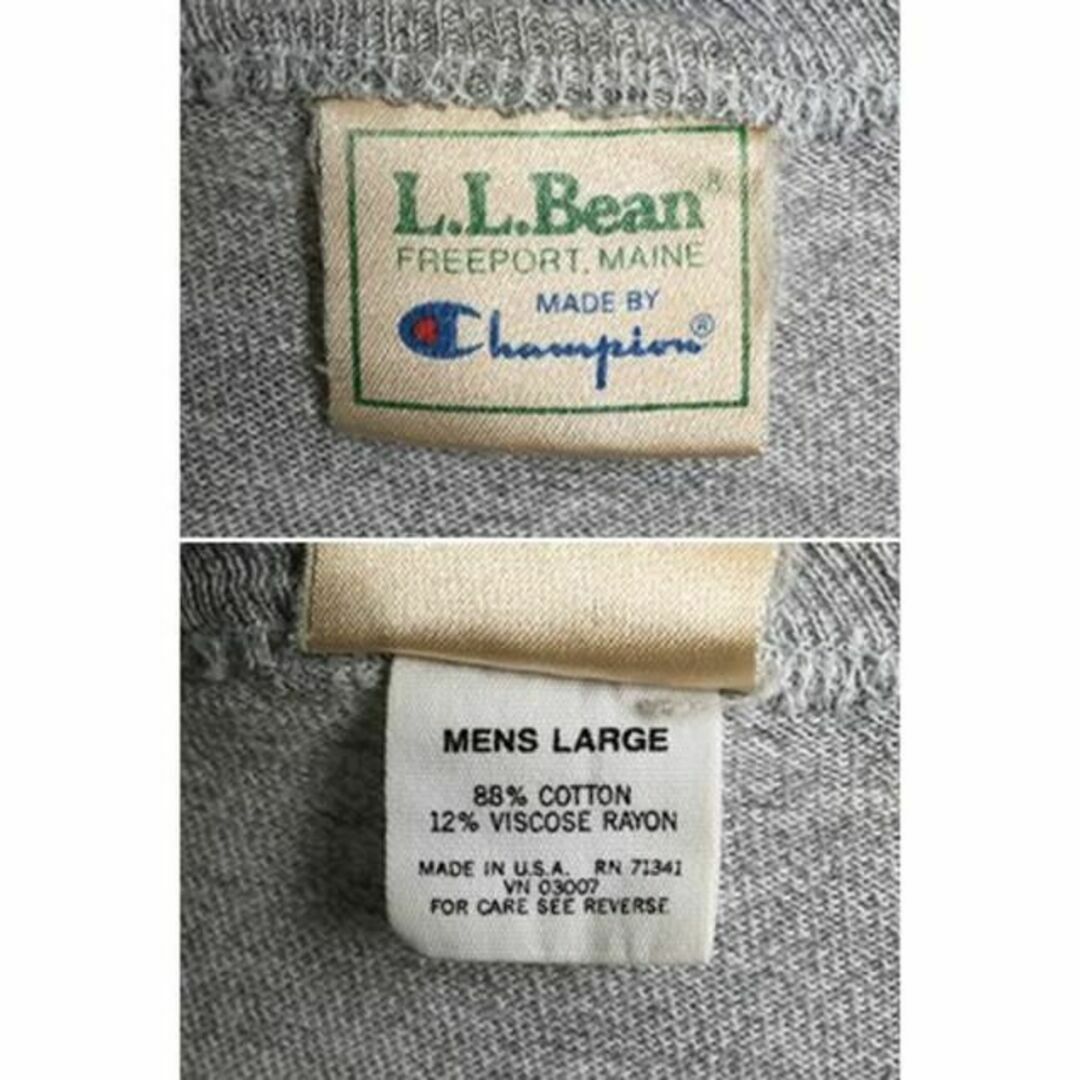 L.L.Bean®
FREEPORT, MAINE
MADE BY
Champion®
MENS LARGE
88% COTTON
12% VISCOSE RAYON
MADE IN U.S.A. RN 71341
VN 03007
FOR CARE SEE REVERSE